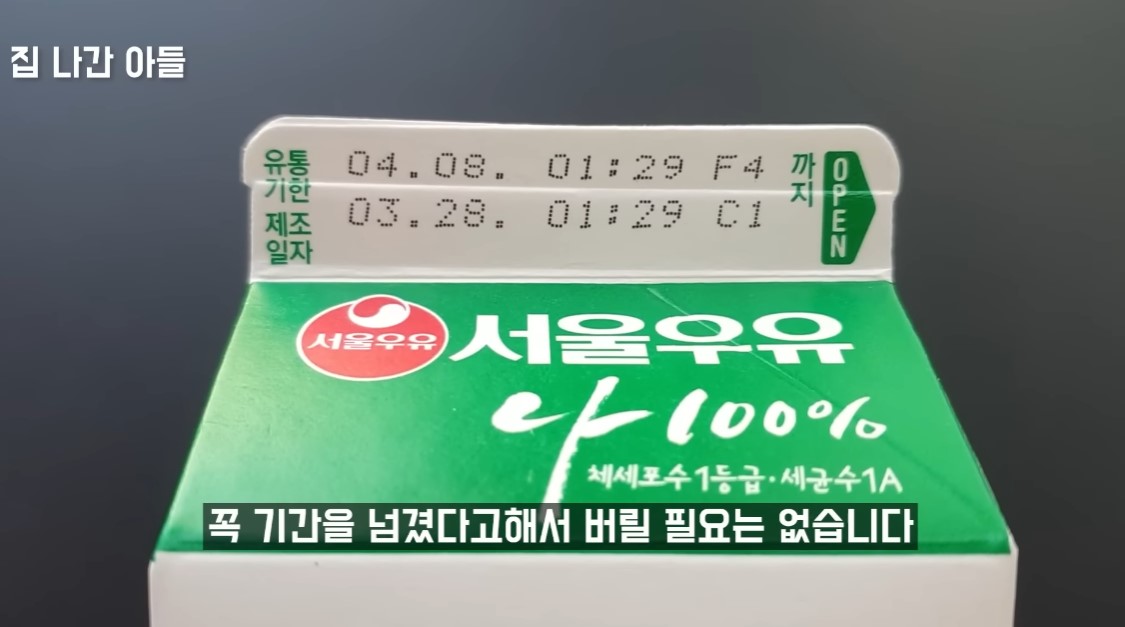 집 나간 아들
유통기한 04.08. 01:29 F4 까지
제조일자 03.28. 01:29 C1
OPEN
서울우유 서울우유
나 100%
체세포수1등급·세균수1A
꼭 기간을 넘겼다고해서 버릴 필요는 없습니다